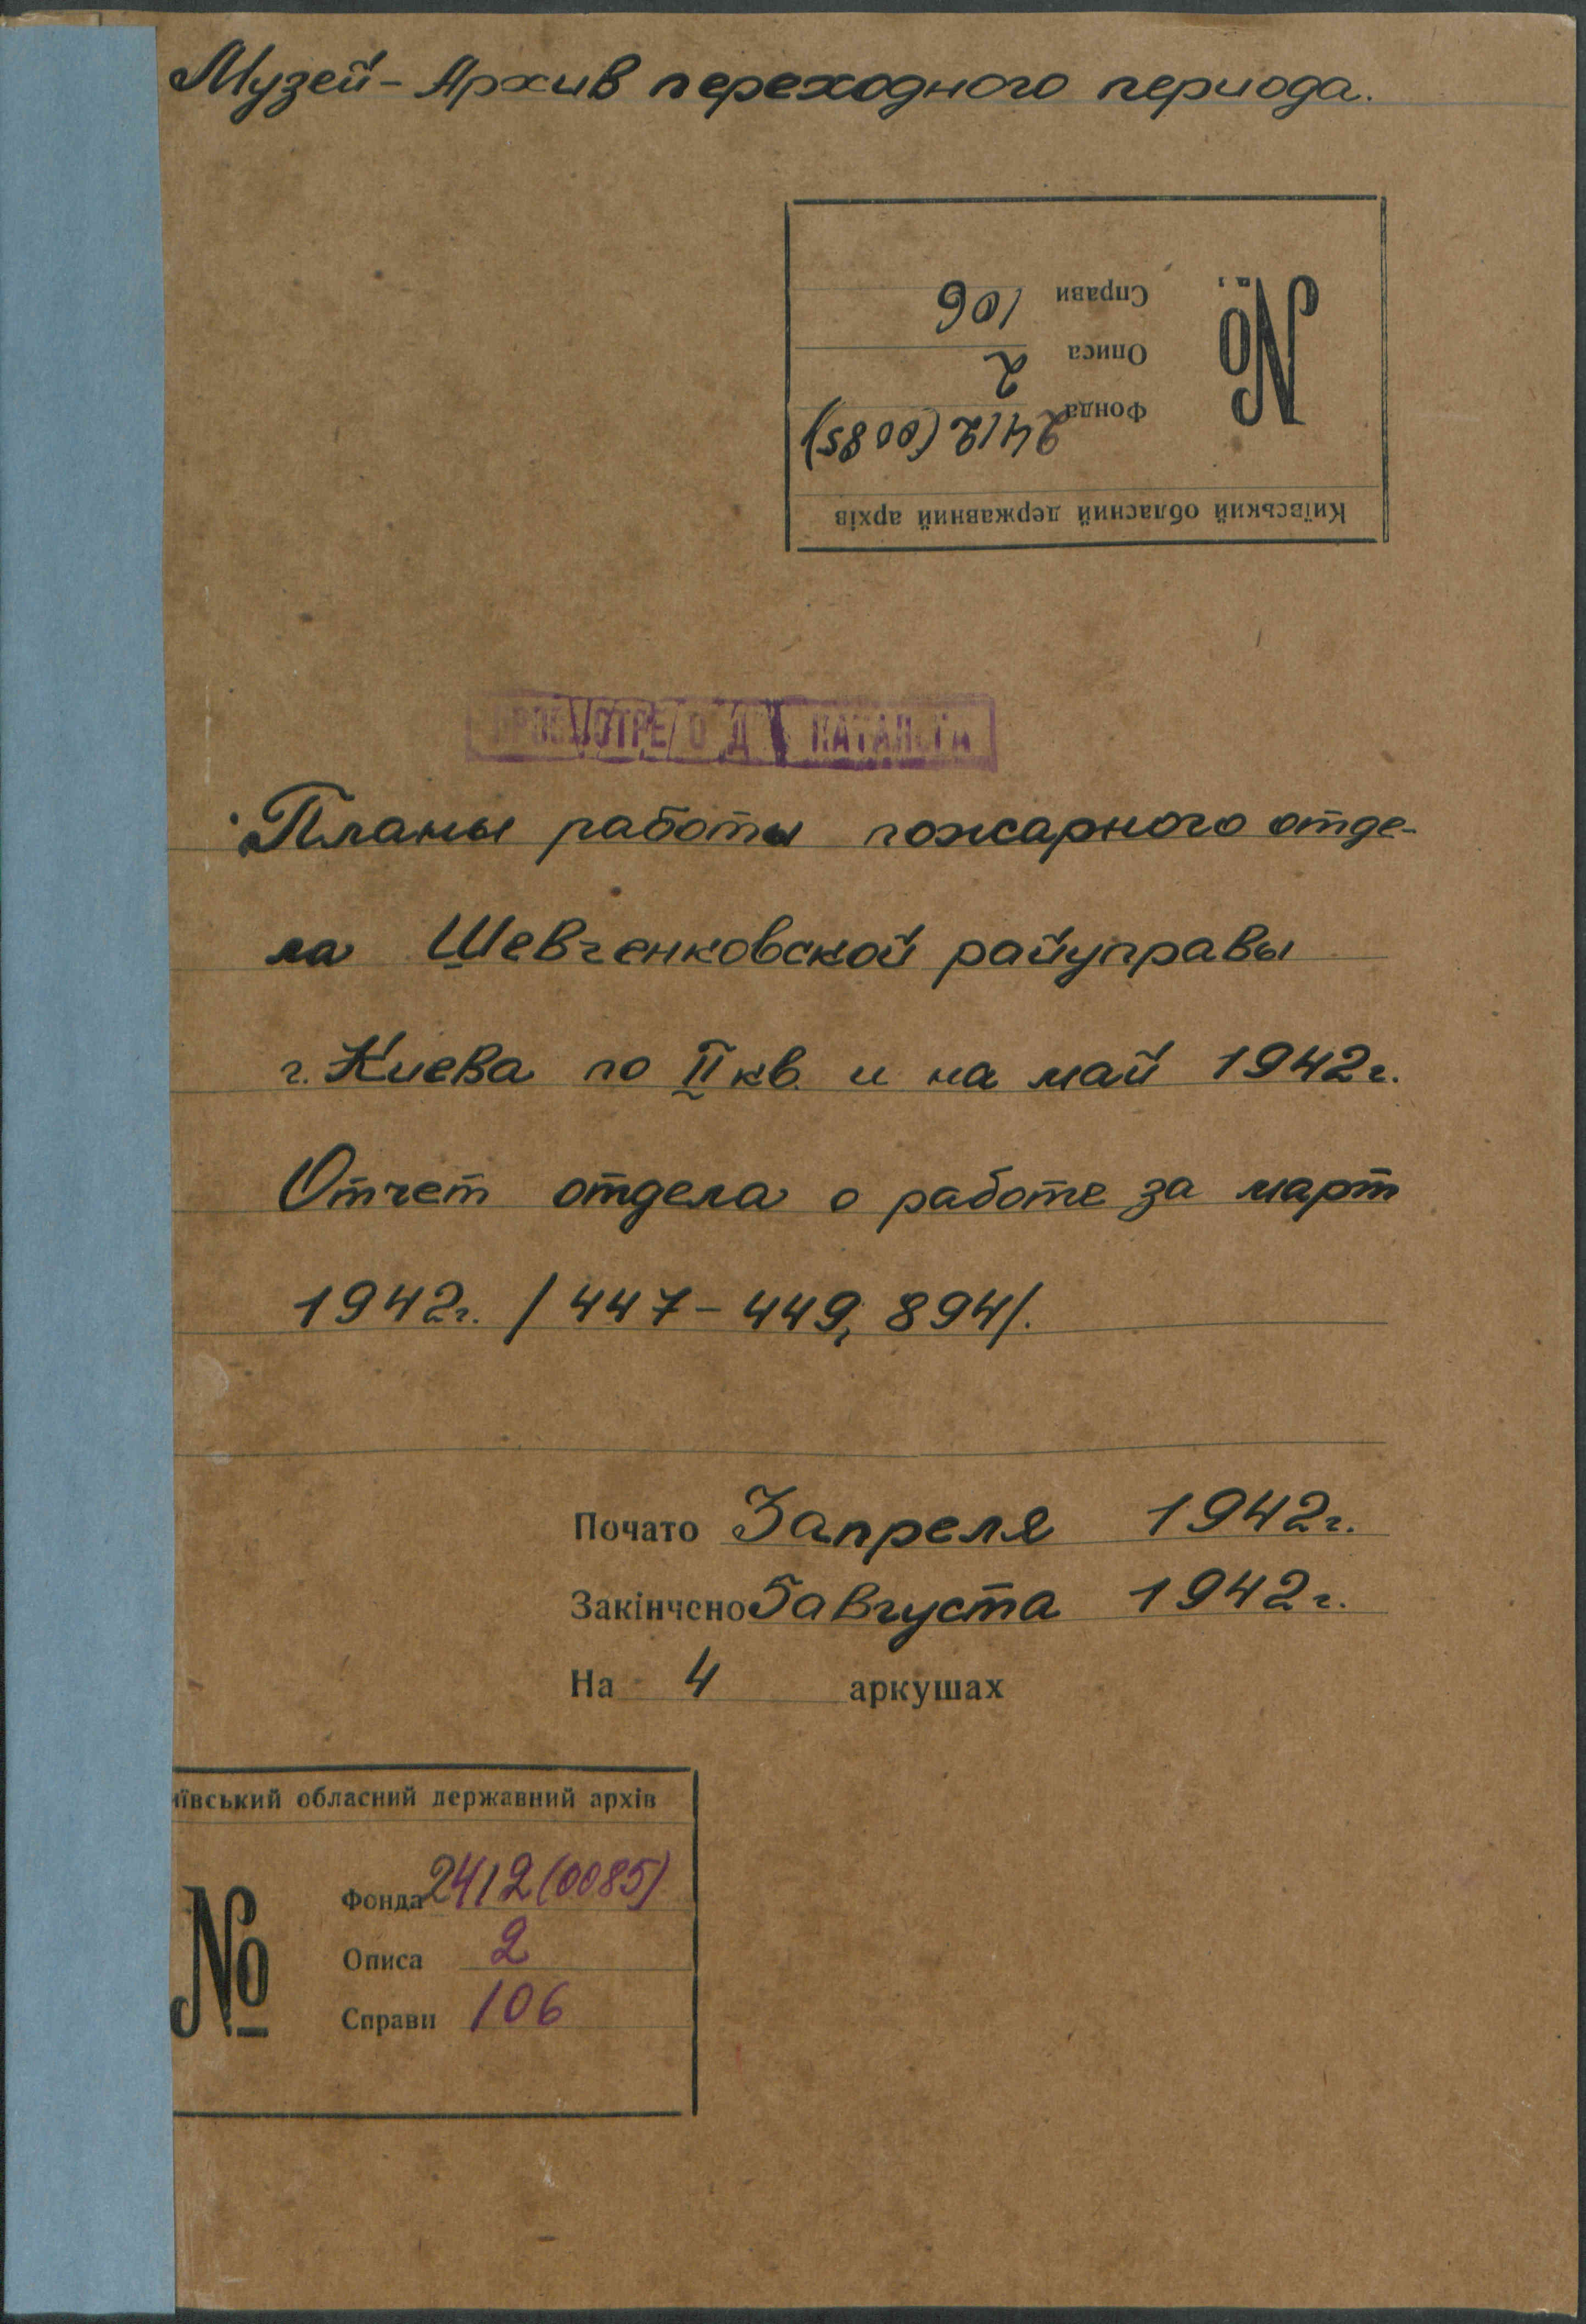 Музей-Архив переходного периода.
Київський обласний державний архів
№
Фонда 2412 (0085)
Описа 2
Справи 106
Планы работы пожарного отде-
ла Шевченковской райуправы
г. Киева по II кв. и на май 1942г.
Отчет отдела о работе за март
1942г. /447-449, 894/.
Почато 3 апреля 1942г.
Закінчено 5 августа 1942г.
На 4 аркушах
иївський обласний державний архів
№
Фонда 2412 (0085)
Описа 2
Справи 106